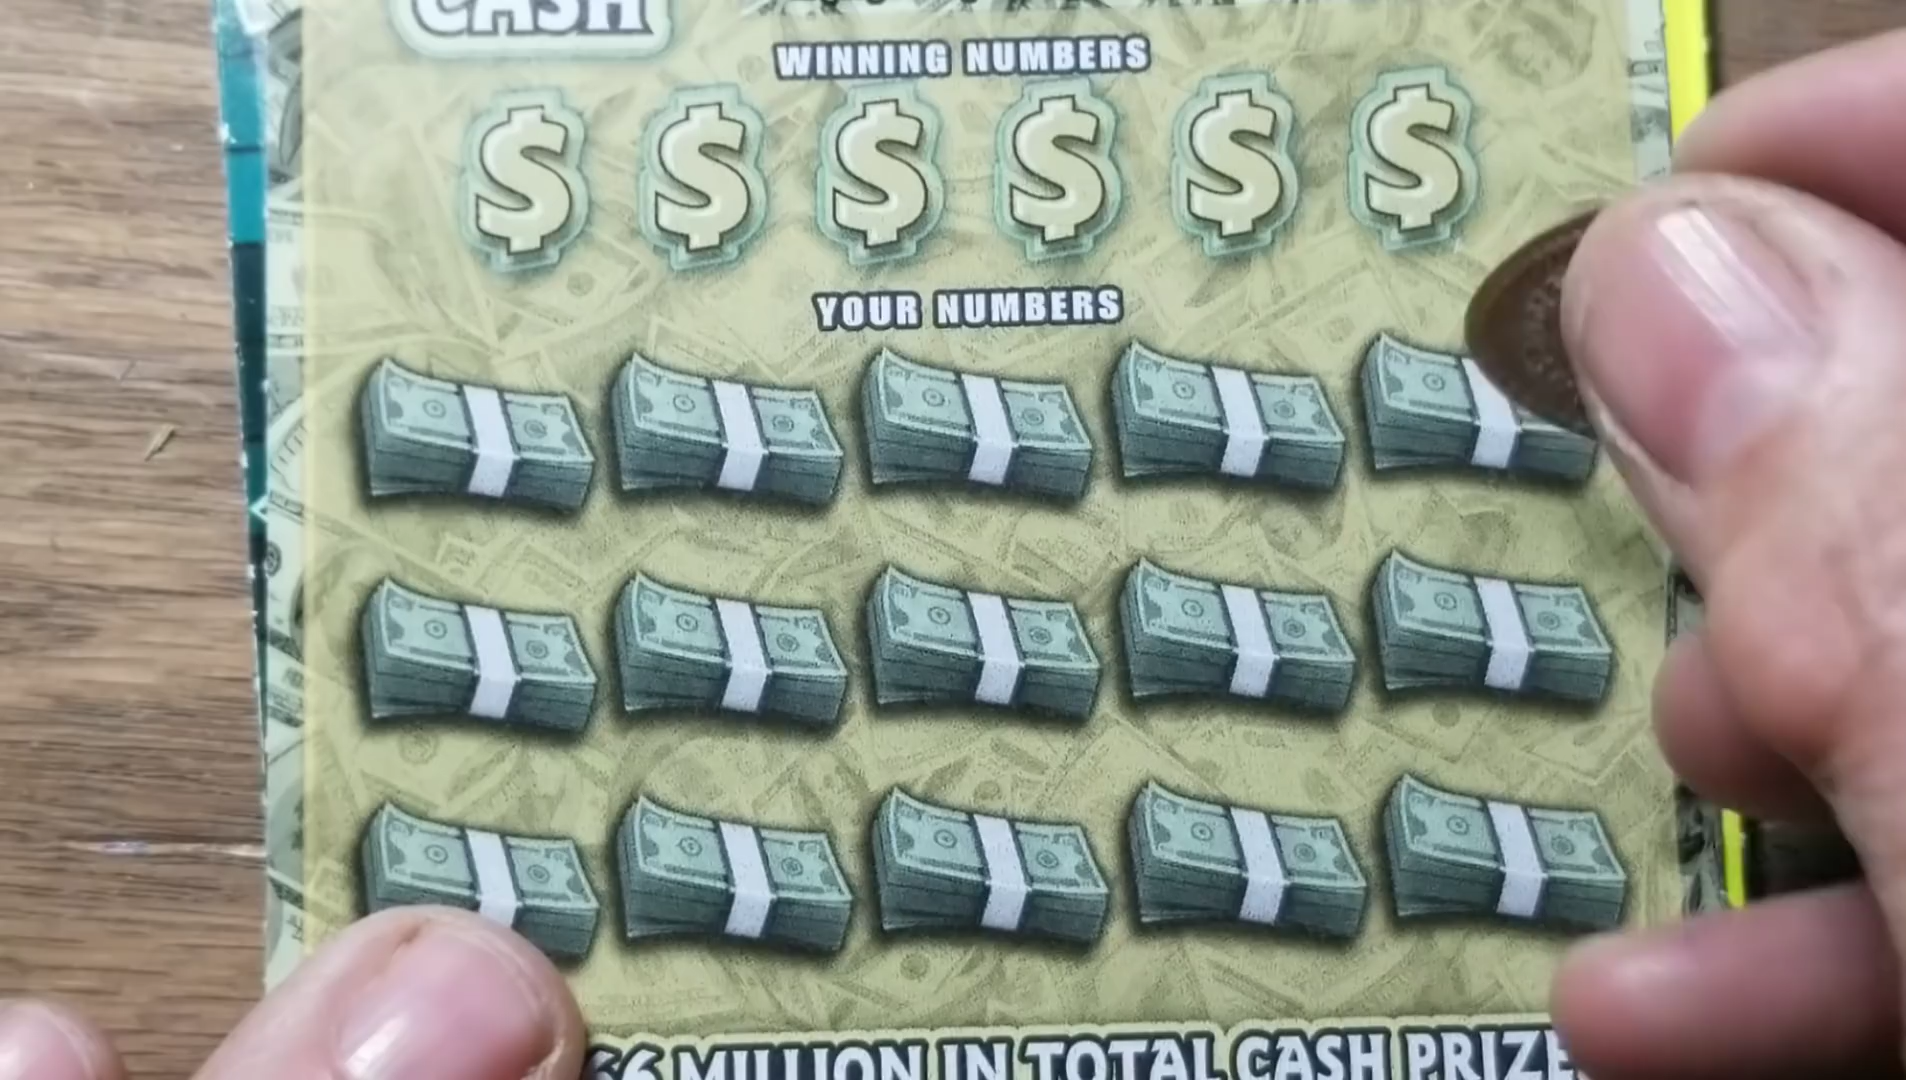 CASH
WINNING NUMBERS
$ $ $ $ $ $
YOUR NUMBERS
MILLION IN TOTAL CASH PRIZE